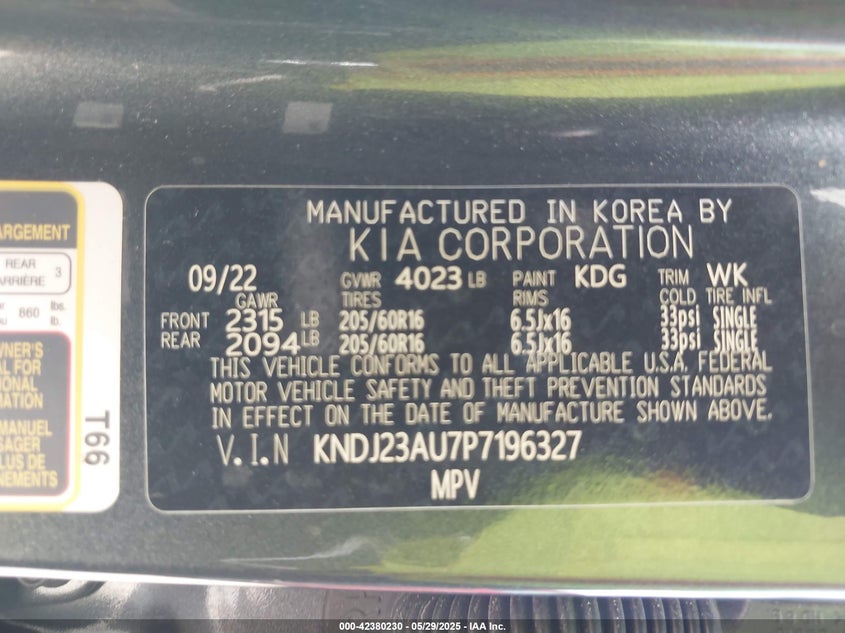 ARGEMENT
REAR
ARRIÈRE 3
860 lbs.
lb.
WNER'S
AL FOR
IONAL
MATION
MANUEL
SAGER
LUS DE
NEMENTS
T66
MANUFACTURED IN KOREA BY
KIA CORPORATION
09/22 GVWR 4023 LB PAINT KDG TRIM WK
GAWR TIRES RIMS COLD TIRE INFL
FRONT 2315 LB 205/60R16 6.5Jx16 33psi SINGLE
REAR 2094 LB 205/60R16 6.5Jx16 33psi SINGLE
THIS VEHICLE CONFORMS TO ALL APPLICABLE U.S.A. FEDERAL
MOTOR VEHICLE SAFETY AND THEFT PREVENTION STANDARDS
IN EFFECT ON THE DATE OF MANUFACTURE SHOWN ABOVE.
V.I.N KNDJ23AU7P7196327
MPV
000-42380230 - 05/29/2025 - IAA Inc.